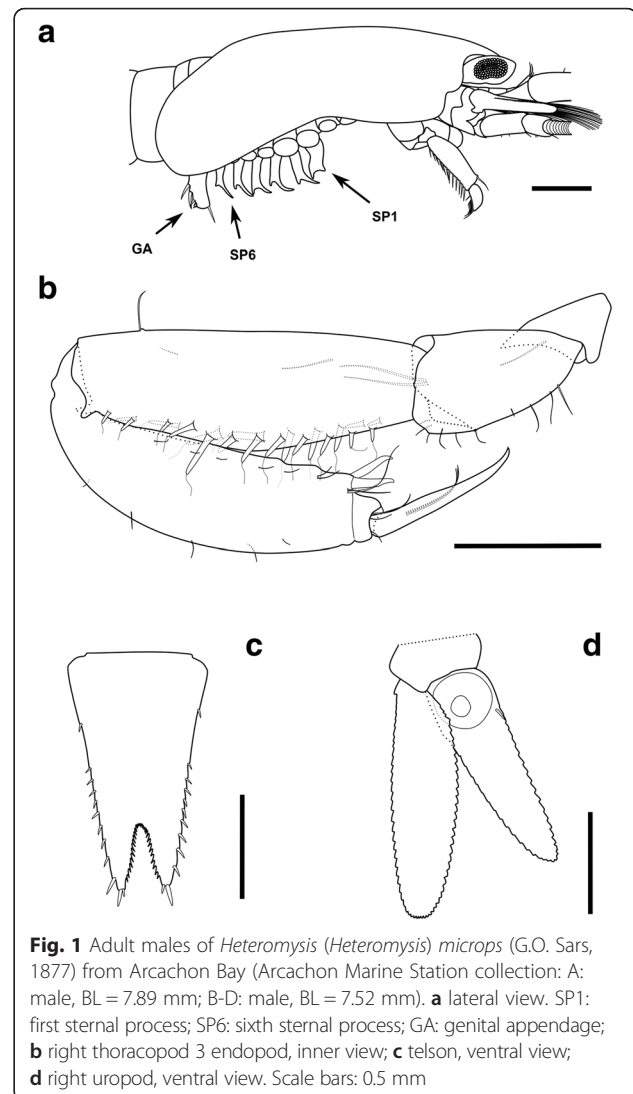 a
GA
SP6
SP1
b
c
d
Fig. 1 Adult males of Heteromysis (Heteromysis) microps (G.O. Sars,
1877) from Arcachon Bay (Arcachon Marine Station collection: A:
male, BL = 7.89 mm; B-D: male, BL = 7.52 mm). a lateral view. SP1:
first sternal process; SP6: sixth sternal process; GA: genital appendage;
b right thoracopod 3 endopod, inner view; c telson, ventral view;
d right uropod, ventral view. Scale bars: 0.5 mm